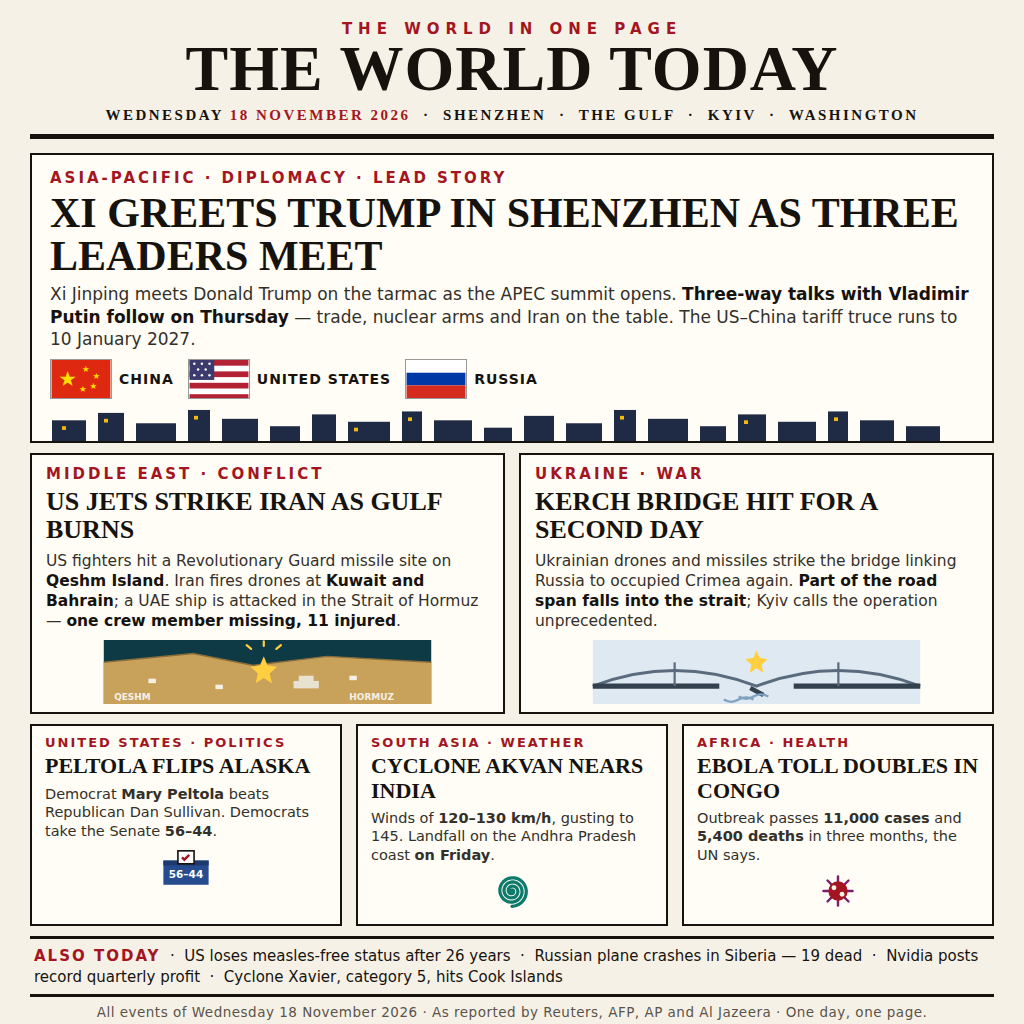 THE WORLD IN ONE PAGE
THE WORLD TODAY
WEDNESDAY 18 NOVEMBER 2026 · SHENZHEN · THE GULF · KYIV · WASHINGTON
ASIA-PACIFIC · DIPLOMACY · LEAD STORY
XI GREETS TRUMP IN SHENZHEN AS THREE
LEADERS MEET
Xi Jinping meets Donald Trump on the tarmac as the APEC summit opens. Three-way talks with Vladimir
Putin follow on Thursday — trade, nuclear arms and Iran on the table. The US–China tariff truce runs to
10 January 2027.
CHINA
UNITED STATES
RUSSIA
MIDDLE EAST · CONFLICT
US JETS STRIKE IRAN AS GULF
BURNS
US fighters hit a Revolutionary Guard missile site on
Qeshm Island. Iran fires drones at Kuwait and
Bahrain; a UAE ship is attacked in the Strait of Hormuz
— one crew member missing, 11 injured.
QESHM
HORMUZ
UKRAINE · WAR
KERCH BRIDGE HIT FOR A
SECOND DAY
Ukrainian drones and missiles strike the bridge linking
Russia to occupied Crimea again. Part of the road
span falls into the strait; Kyiv calls the operation
unprecedented.
UNITED STATES · POLITICS
PELTOLA FLIPS ALASKA
Democrat Mary Peltola beats
Republican Dan Sullivan. Democrats
take the Senate 56–44.
56–44
SOUTH ASIA · WEATHER
CYCLONE AKVAN NEARS
INDIA
Winds of 120–130 km/h, gusting to
145. Landfall on the Andhra Pradesh
coast on Friday.
AFRICA · HEALTH
EBOLA TOLL DOUBLES IN
CONGO
Outbreak passes 11,000 cases and
5,400 deaths in three months, the
UN says.
ALSO TODAY · US loses measles-free status after 26 years · Russian plane crashes in Siberia — 19 dead · Nvidia posts
record quarterly profit · Cyclone Xavier, category 5, hits Cook Islands
All events of Wednesday 18 November 2026 · As reported by Reuters, AFP, AP and Al Jazeera · One day, one page.